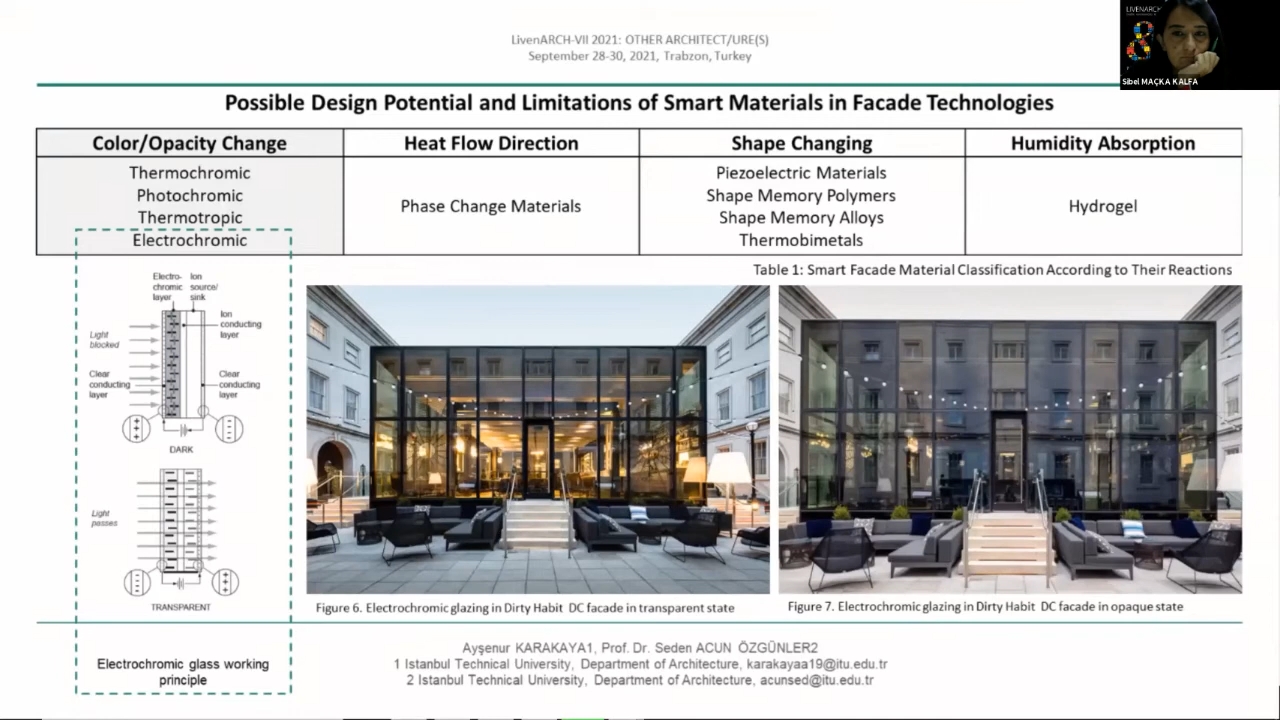 LivenARCH-VII 2021: OTHER ARCHITECT/URE(S)
September 28-30, 2021, Trabzon, Turkey
LIVENARCH
Sibel MAÇKA KALFA
Possible Design Potential and Limitations of Smart Materials in Facade Technologies
Color/Opacity Change
Heat Flow Direction
Shape Changing
Humidity Absorption
Thermochromic
Photochromic
Thermotropic
Electrochromic
Phase Change Materials
Piezoelectric Materials
Shape Memory Polymers
Shape Memory Alloys
Thermobimetals
Hydrogel
Table 1: Smart Facade Material Classification According to Their Reactions
Electro-
chromic
layer
Ion
source/
sink
Ion
conducting
layer
Light
blocked
Clear
conducting
layer
Clear
conducting
layer
DARK
Light
passes
TRANSPARENT
Electrochromic glass working
principle
Figure 6. Electrochromic glazing in Dirty Habit DC facade in transparent state
Figure 7. Electrochromic glazing in Dirty Habit DC facade in opaque state
Ayşenur KARAKAYA1, Prof. Dr. Seden ACUN ÖZGÜNLER2
1 Istanbul Technical University, Department of Architecture, karakayaa19@itu.edu.tr
2 Istanbul Technical University, Department of Architecture, acunsed@itu.edu.tr